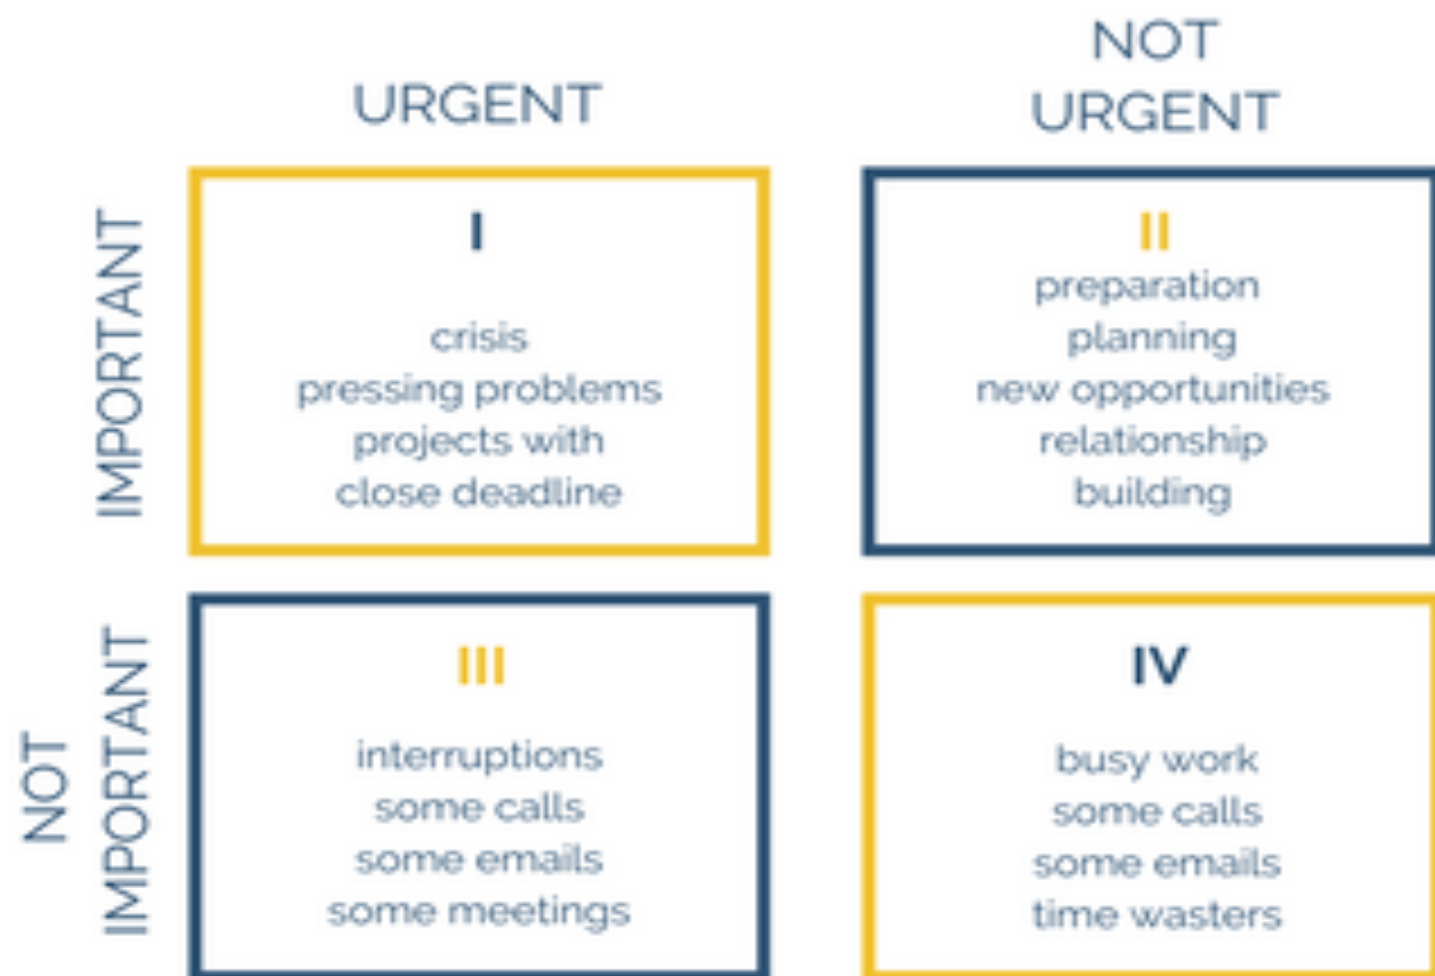 URGENT
NOT
URGENT
IMPORTANT
I
crisis
pressing problems
projects with
close deadline
II
preparation
planning
new opportunities
relationship
building
NOT
IMPORTANT
III
interruptions
some calls
some emails
some meetings
IV
busy work
some calls
some emails
time wasters